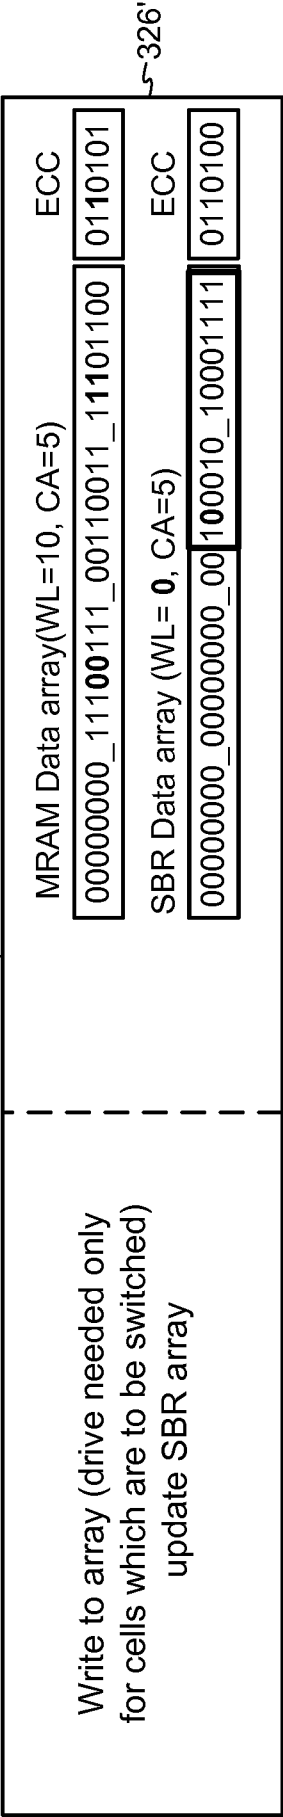 Write to array (drive needed only
for cells which are to be switched)
update SBR array
MRAM Data array(WL=10, CA=5) ECC
00000000_11100111_00110011_11101100 0110101
SBR Data array (WL= 0, CA=5) ECC
00000000_00000000_00100010_10001111 0110100
326'